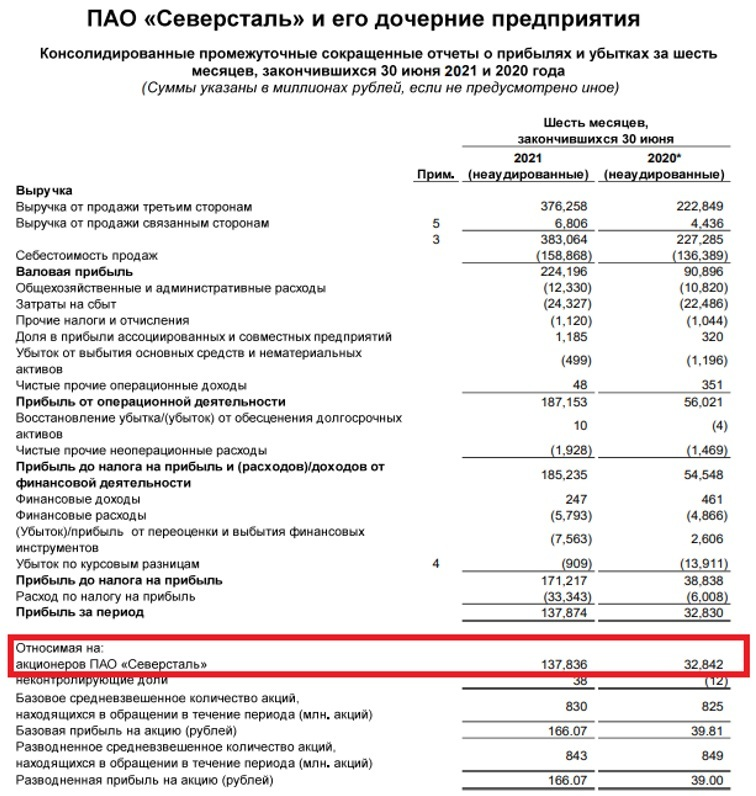 ПАО «Северсталь» и его дочерние предприятия
Консолидированные промежуточные сокращенные отчеты о прибылях и убытках за шесть
месяцев, закончившихся 30 июня 2021 и 2020 года
(Суммы указаны в миллионах рублей, если не предусмотрено иное)
Шесть месяцев,
закончившихся 30 июня
2021 2020*
Прим. (неаудированные) (неаудированные)
Выручка
Выручка от продажи третьим сторонам 376,258 222,849
Выручка от продажи связанным сторонам 5 6,806 4,436
3 383,064 227,285
Себестоимость продаж (158,868) (136,389)
Валовая прибыль 224,196 90,896
Общехозяйственные и административные расходы (12,330) (10,820)
Затраты на сбыт (24,327) (22,486)
Прочие налоги и отчисления (1,120) (1,044)
Доля в прибыли ассоциированных и совместных предприятий 1,185 320
Убыток от выбытия основных средств и нематериальных
активов (499) (1,196)
Чистые прочие операционные доходы 48 351
Прибыль от операционной деятельности 187,153 56,021
Восстановление убытка/(убыток) от обесценения долгосрочных
активов 10 (4)
Чистые прочие неоперационные расходы (1,928) (1,469)
Прибыль до налога на прибыль и (расходов)/доходов от
финансовой деятельности 185,235 54,548
Финансовые доходы 247 461
Финансовые расходы (5,793) (4,866)
(Убыток)/прибыль от переоценки и выбытия финансовых
инструментов (7,563) 2,606
Убыток по курсовым разницам 4 (909) (13,911)
Прибыль до налога на прибыль 171,217 38,838
Расход по налогу на прибыль (33,343) (6,008)
Прибыль за период 137,874 32,830
Относимая на:
акционеров ПАО «Северсталь» 137,836 32,842
неконтролирующие доли 38 (12)
Базовое средневзвешенное количество акций,
находящихся в обращении в течение периода (млн. акций) 830 825
Базовая прибыль на акцию (рублей) 166.07 39.81
Разводненное средневзвешенное количество акций,
находящихся в обращении в течение периода (млн. акций) 843 849
Разводненная прибыль на акцию (рублей) 166.07 39.00